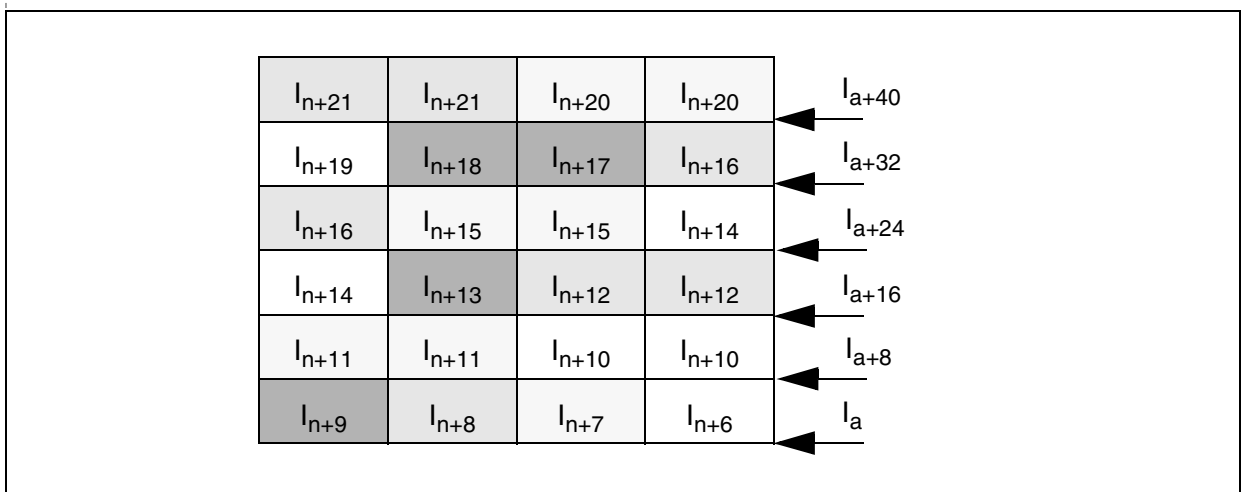 Iₙ₊₂₁ Iₙ₊₂₁ Iₙ₊₂₀ Iₙ₊₂₀ Iₐ₊₄₀
Iₙ₊₁₉ Iₙ₊₁₈ Iₙ₊₁₇ Iₙ₊₁₆ Iₐ₊₃₂
Iₙ₊₁₆ Iₙ₊₁₅ Iₙ₊₁₅ Iₙ₊₁₄ Iₐ₊₂₄
Iₙ₊₁₄ Iₙ₊₁₃ Iₙ₊₁₂ Iₙ₊₁₂ Iₐ₊₁₆
Iₙ₊₁₁ Iₙ₊₁₁ Iₙ₊₁₀ Iₙ₊₁₀ Iₐ₊₈
Iₙ₊₉ Iₙ₊₈ Iₙ₊₇ Iₙ₊₆ Iₐ